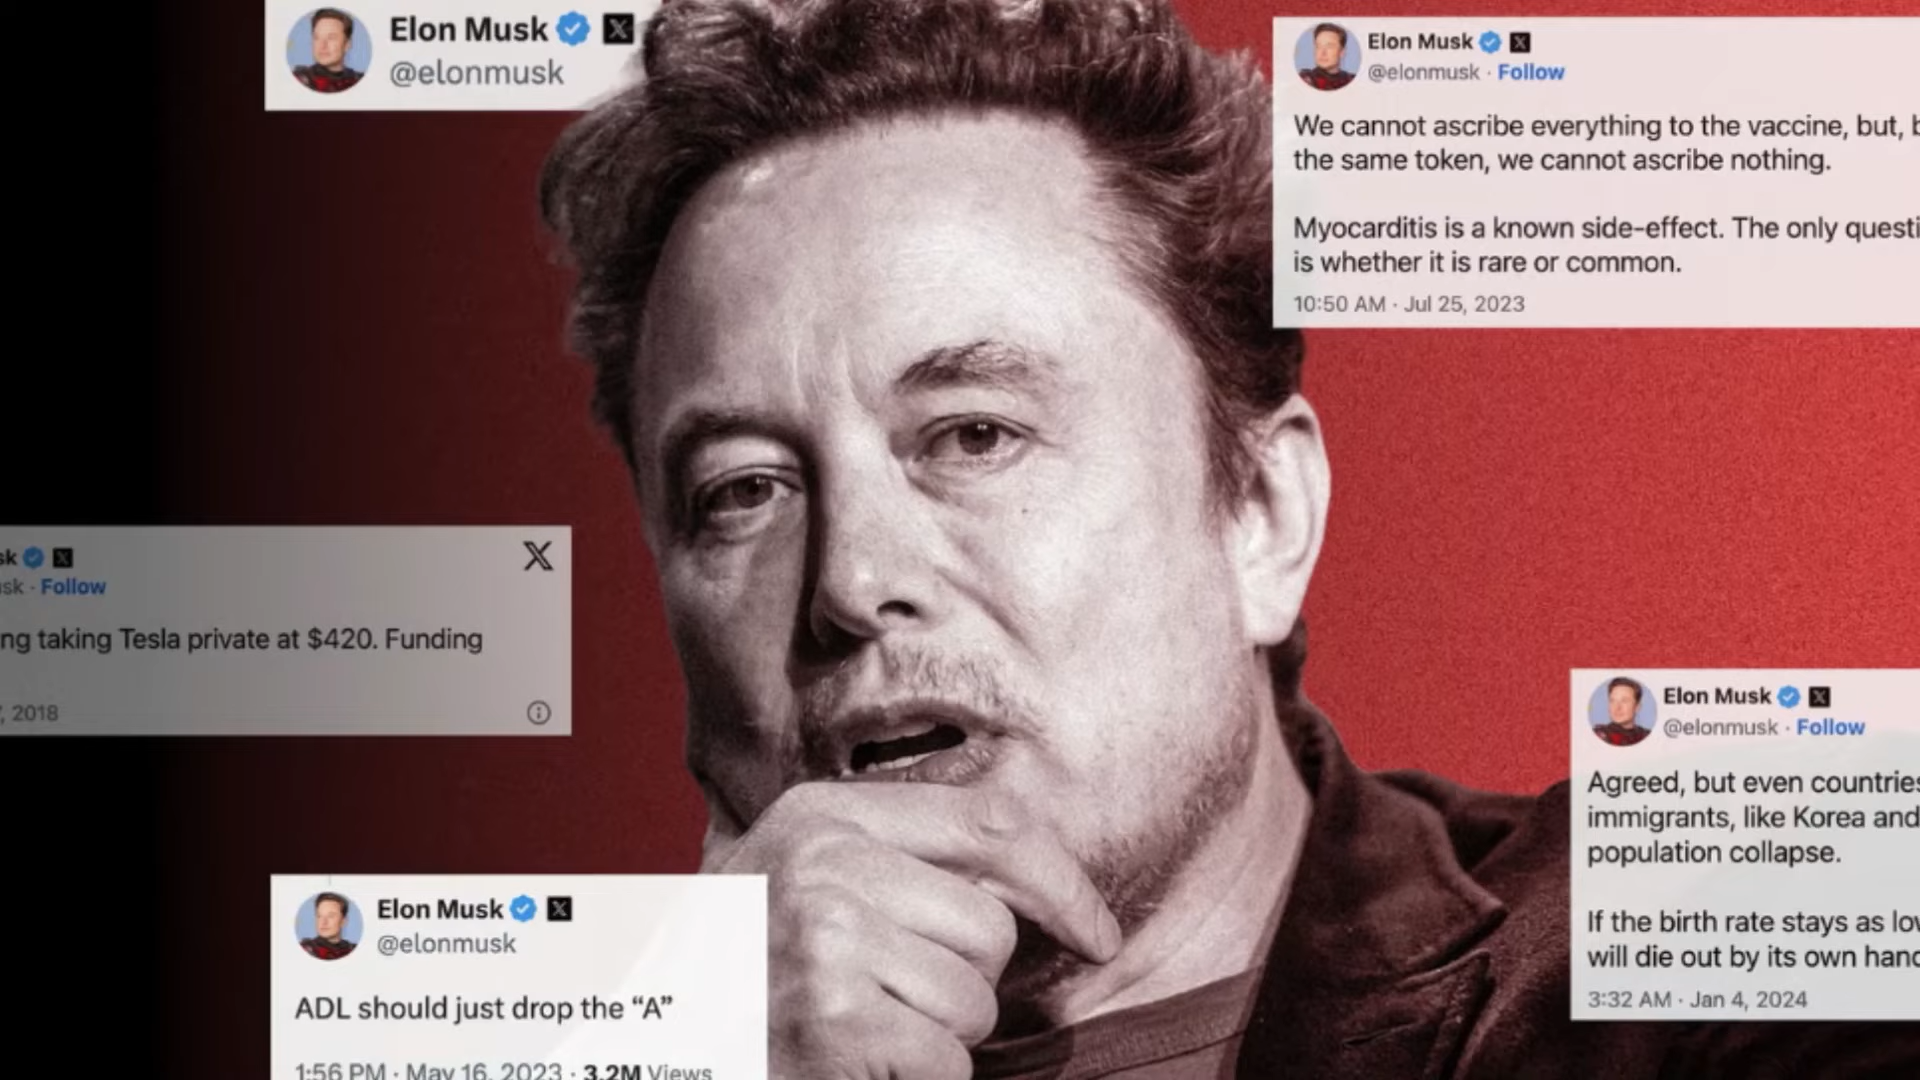 Elon Musk
@elonmusk
Elon Musk
@elonmusk · Follow
We cannot ascribe everything to the vaccine, but,
the same token, we cannot ascribe nothing.
Myocarditis is a known side-effect. The only
is whether it is rare or common.
10:50 AM · Jul 25, 2023
sk
sk · Follow
ng taking Tesla private at $420. Funding
, 2018
Elon Musk
@elonmusk · Follow
Agreed, but even countries
immigrants, like Korea and
population collapse.
If the birth rate stays as
will die out by its own
3:32 AM · Jan 4, 2024
Elon Musk
@elonmusk
ADL should just drop the “A”
1:56 PM · May 16, 2023 · 3.2M Views